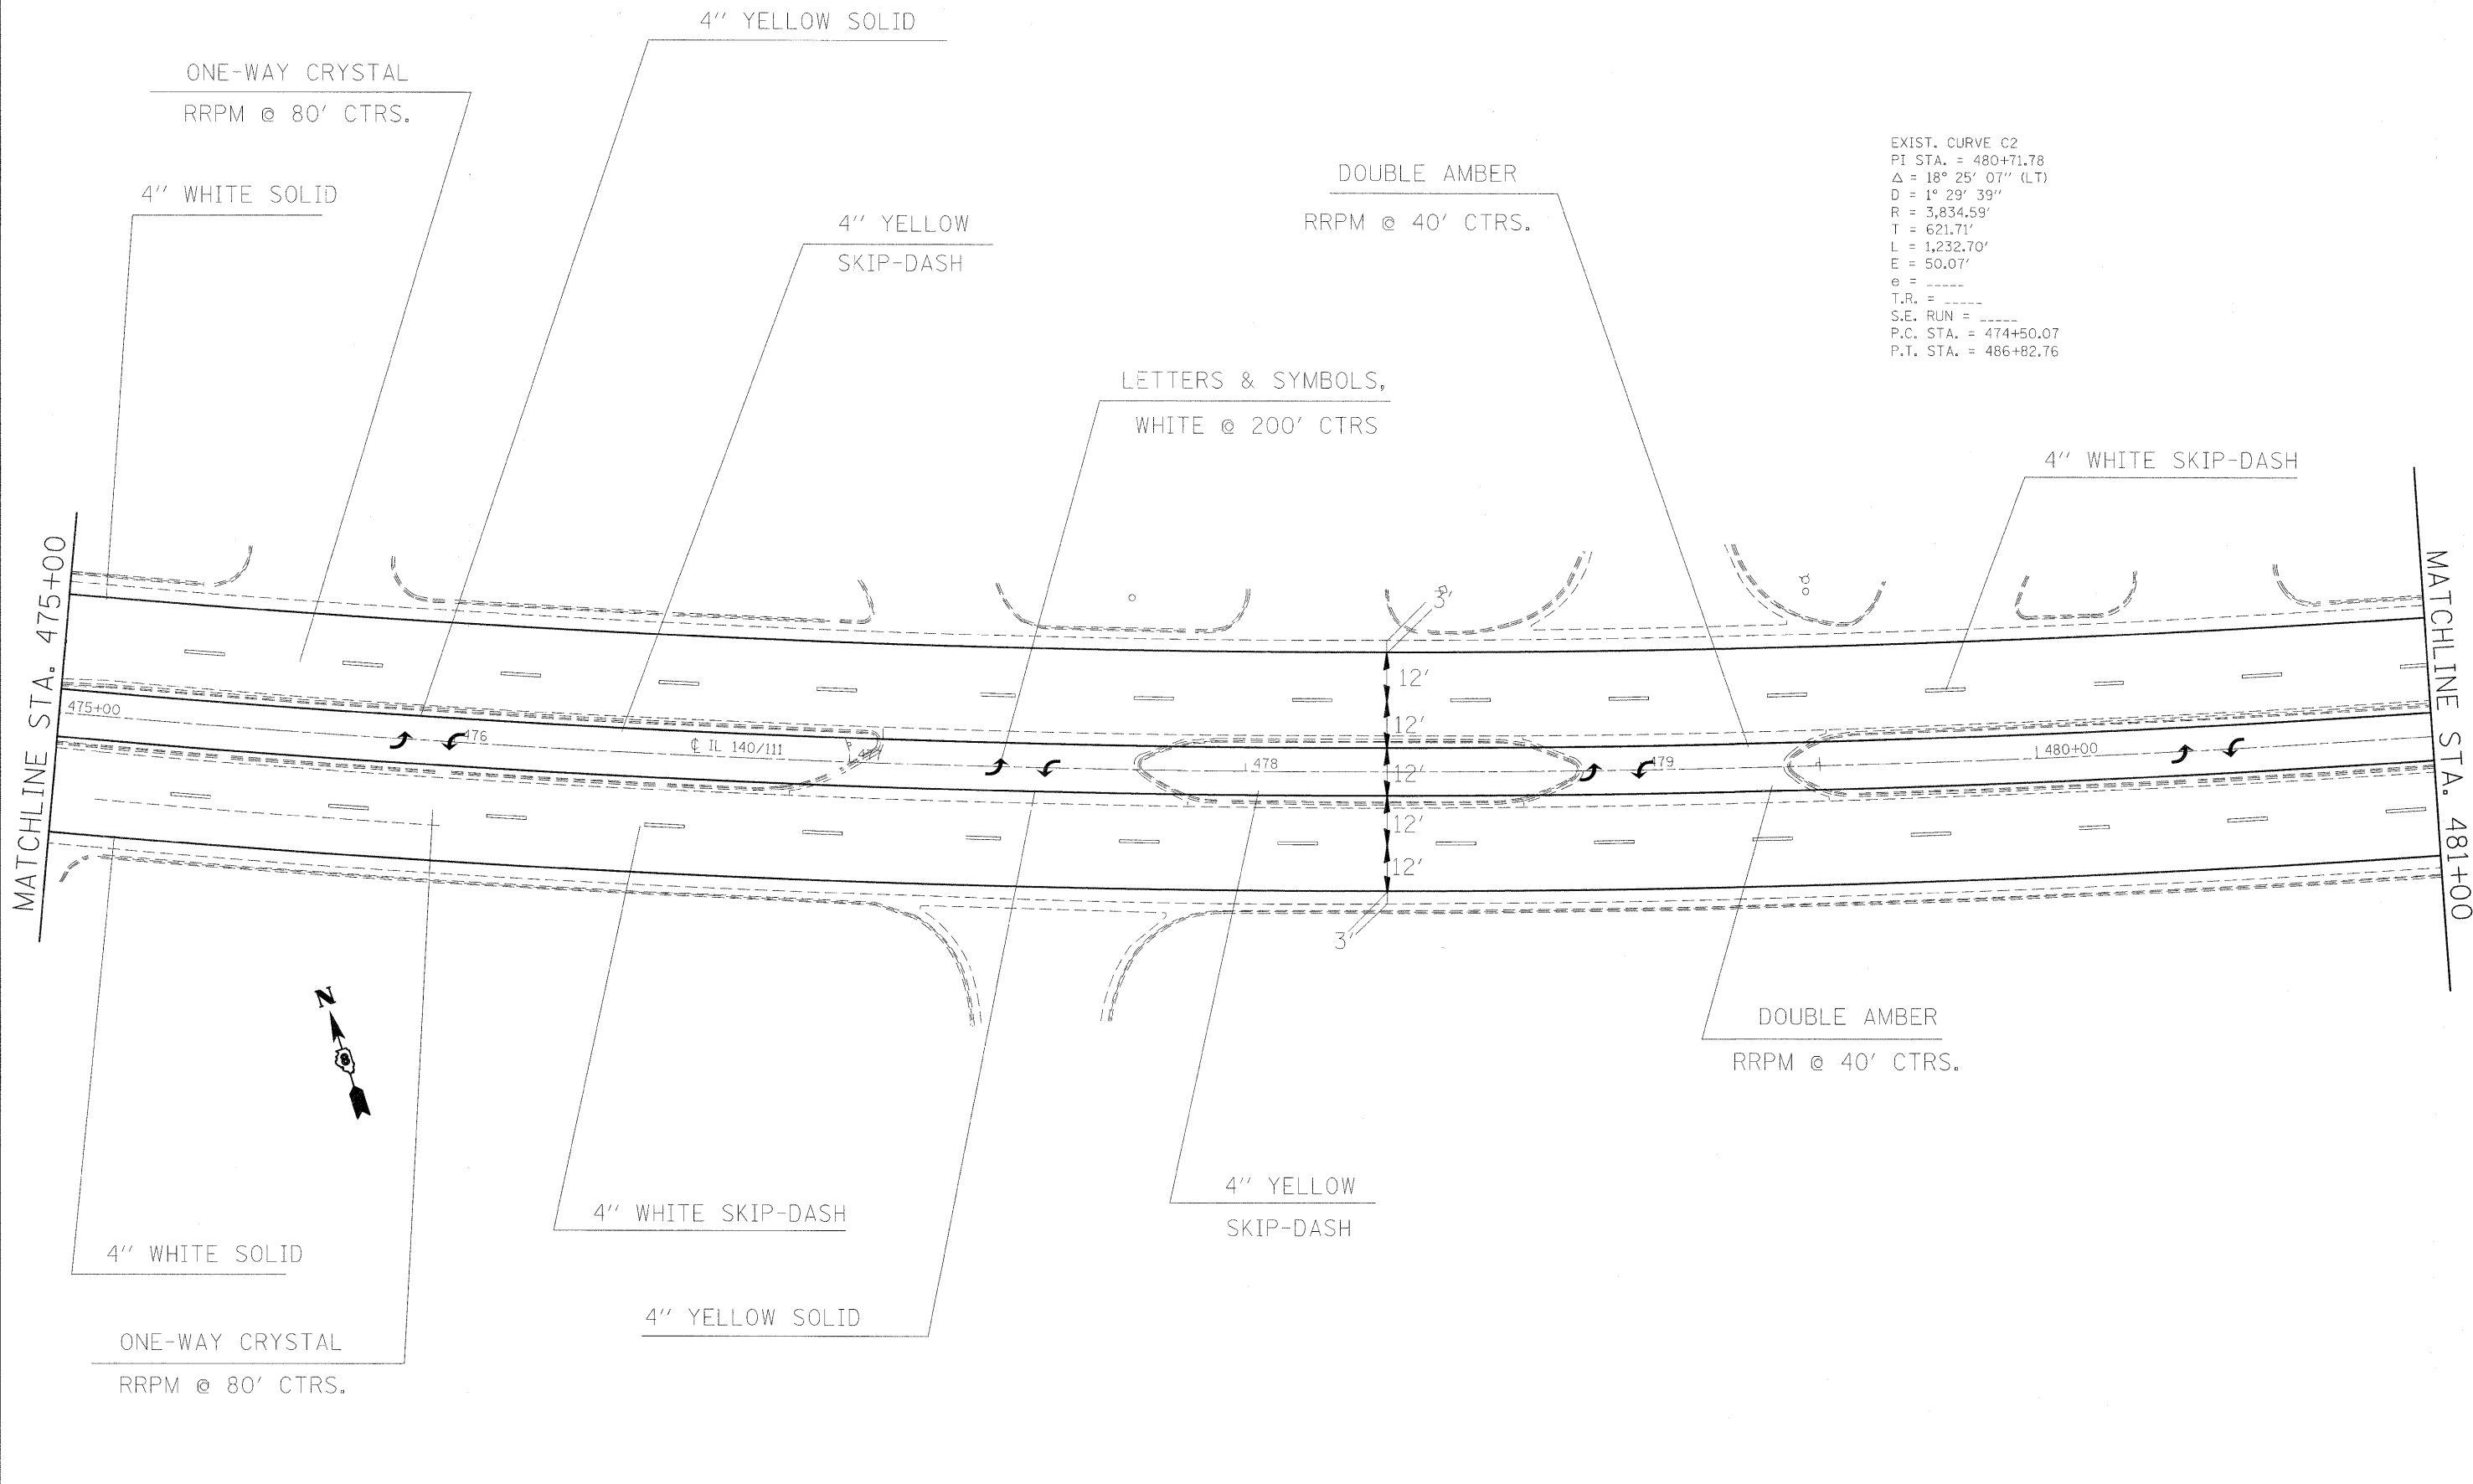 4'' YELLOW SOLID
ONE-WAY CRYSTAL
RRPM @ 80' CTRS.
4'' WHITE SOLID
4'' YELLOW
SKIP-DASH
DOUBLE AMBER
RRPM @ 40' CTRS.
EXIST. CURVE C2
PI STA. = 480+71.78
Δ = 18° 25' 07'' (LT)
D = 1° 29' 39''
R = 3,834.59'
T = 621.71'
L = 1,232.70'
E = 50.07'
e = _____
T.R. = _____
S.E. RUN = _____
P.C. STA. = 474+50.07
P.T. STA. = 486+82.76
LETTERS & SYMBOLS,
WHITE @ 200' CTRS
4'' WHITE SKIP-DASH
MATCHLINE STA. 475+00
MATCHLINE STA. 481+00
3'
12'
12'
12'
12'
12'
3'
475+00
476
℄ IL 140/111
478
479
480+00
N
8
DOUBLE AMBER
RRPM @ 40' CTRS.
4'' YELLOW
SKIP-DASH
4'' WHITE SKIP-DASH
4'' WHITE SOLID
4'' YELLOW SOLID
ONE-WAY CRYSTAL
RRPM @ 80' CTRS.